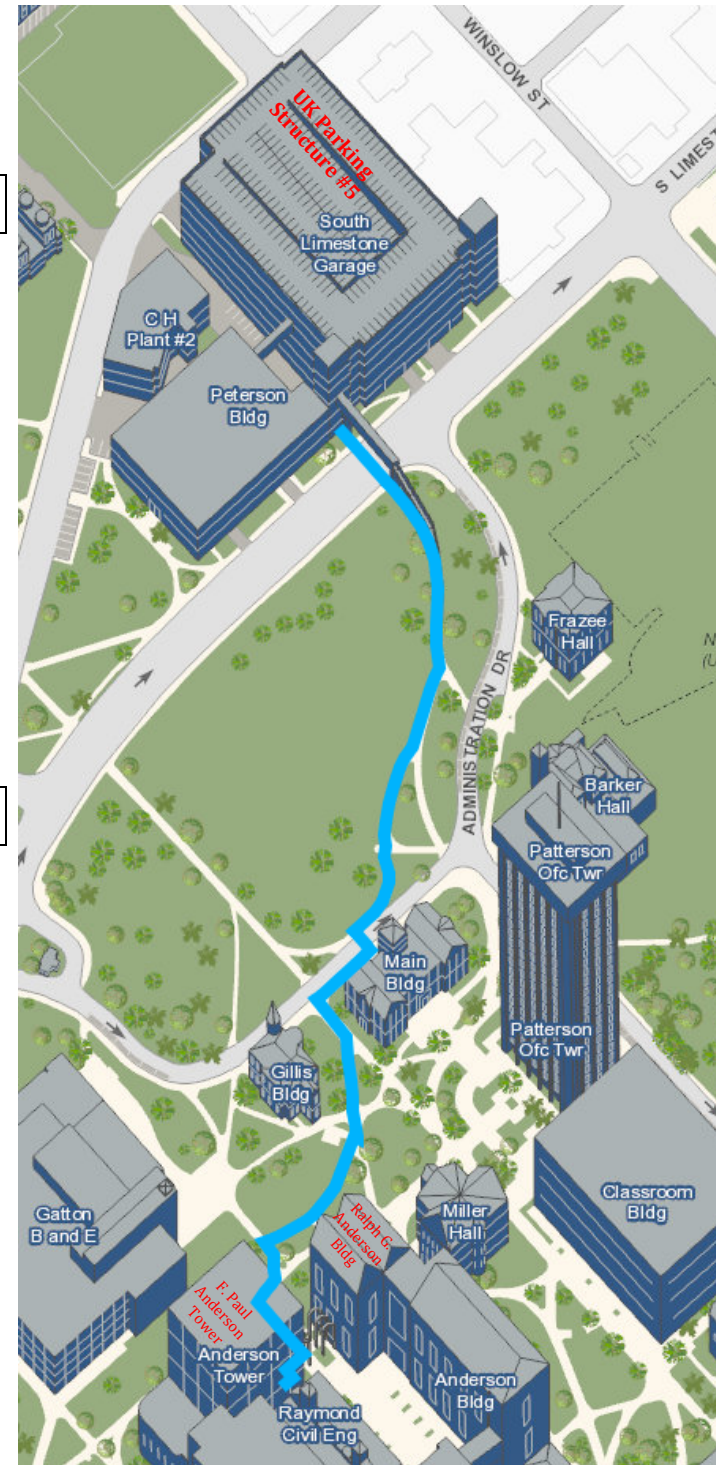 WINSLOW ST
S LIMEST
UK Parking
Structure #5
South
Limestone
Garage
C H
Plant #2
Peterson
Bldg
Frazee
Hall
N
(U
ADMINISTRATION DR
Barker
Hall
Patterson
Ofc Twr
Main
Bldg
Patterson
Ofc Twr
Gillis
Bldg
Classroom
Bldg
Gatton
B and E
Miller
Hall
Ralph G.
Anderson
Bldg
F. Paul
Anderson
Tower
Anderson
Tower
Anderson
Bldg
Raymond
Civil Eng